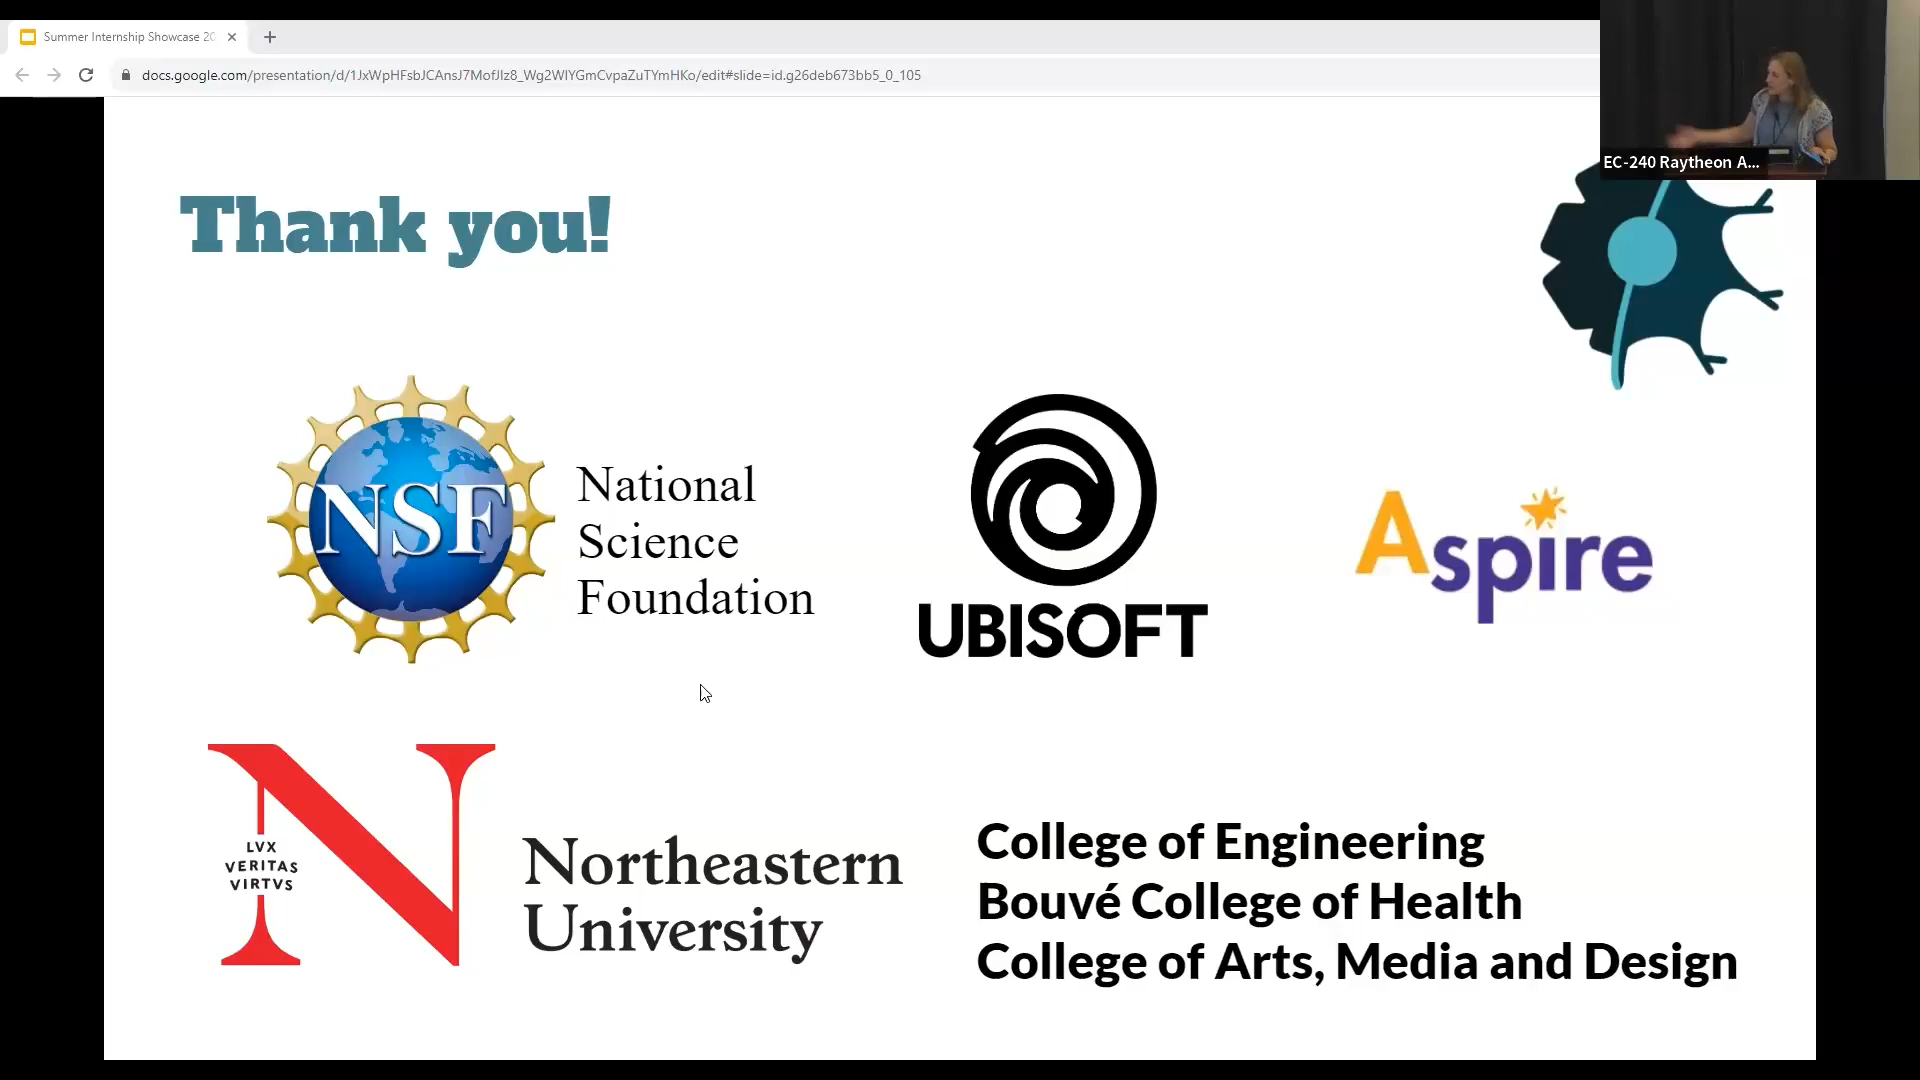 Summer Internship Showcase 20
docs.google.com/presentation/d/1JxWpHFsbJCAnsJ7MofJIz8_Wg2WIYGmCvpaZuTYmHKo/edit#slide=id.g26deb673bb5_0_105
EC-240 Raytheon A...
Thank you!
NSF
National
Science
Foundation
UBISOFT
Aspire
LVX
VERITAS
VIRTVS
Northeastern
University
College of Engineering
Bouvé College of Health
College of Arts, Media and Design